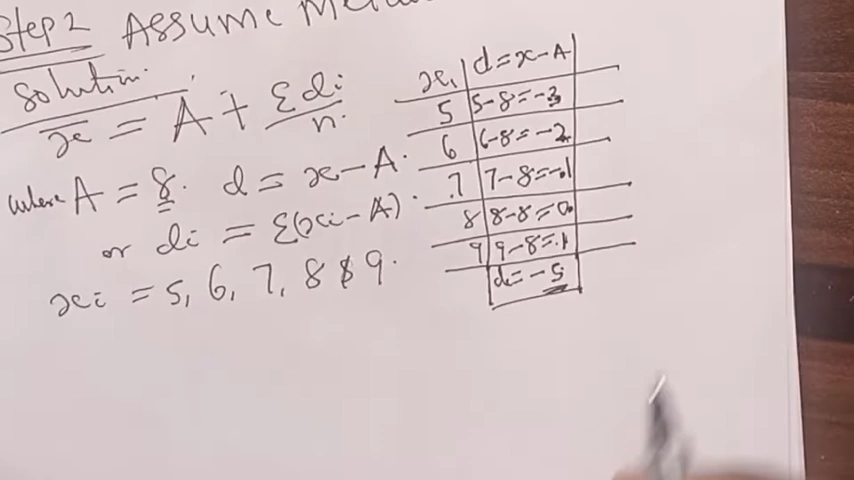 Step 2 Assume Me
Solution:
x̄ = A + Σdi/n.
where A = 8. d = x - A.
or di = Σ(xi - A).
xi = 5, 6, 7, 8 & 9.
x₁ | d = x - A
5 | 5 - 8 = -3
6 | 6 - 8 = -2
7 | 7 - 8 = -1
8 | 8 - 8 = 0
9 | 9 - 8 = 1
di = -5